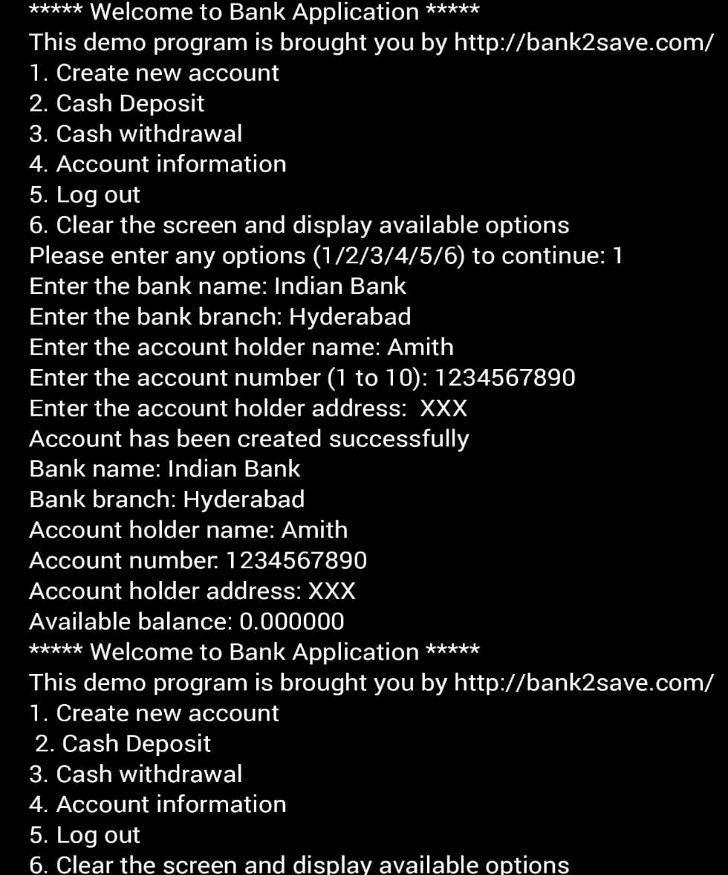 ***** Welcome to Bank Application *****
This demo program is brought you by http://bank2save.com/
1. Create new account
2. Cash Deposit
3. Cash withdrawal
4. Account information
5. Log out
6. Clear the screen and display available options
Please enter any options (1/2/3/4/5/6) to continue: 1
Enter the bank name: Indian Bank
Enter the bank branch: Hyderabad
Enter the account holder name: Amith
Enter the account number (1 to 10): 1234567890
Enter the account holder address:  XXX
Account has been created successfully
Bank name: Indian Bank
Bank branch: Hyderabad
Account holder name: Amith
Account number: 1234567890
Account holder address: XXX
Available balance: 0.000000
***** Welcome to Bank Application *****
This demo program is brought you by http://bank2save.com/
1. Create new account
2. Cash Deposit
3. Cash withdrawal
4. Account information
5. Log out
6. Clear the screen and display available options